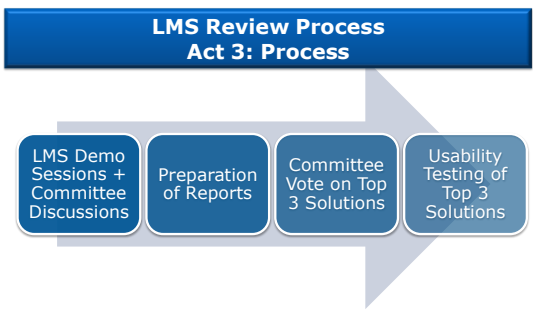 LMS Review Process
Act 3: Process
LMS Demo
Sessions +
Committee
Discussions
Preparation
of Reports
Committee
Vote on Top
3 Solutions
Usability
Testing of
Top 3
Solutions